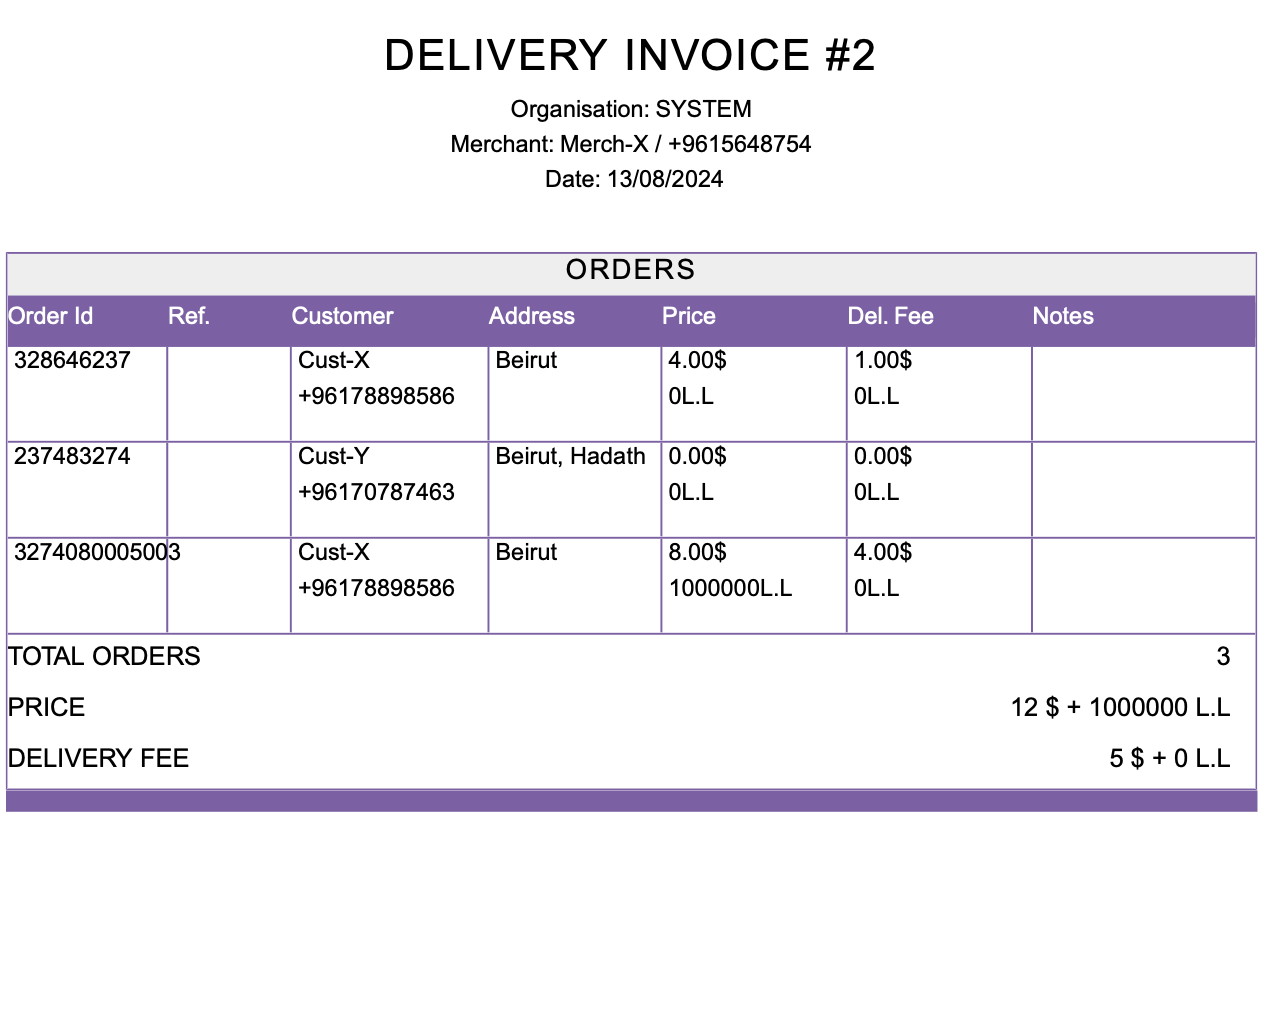 DELIVERY INVOICE #2
Organisation: SYSTEM
Merchant: Merch-X / +9615648754
Date: 13/08/2024
ORDERS
Order Id Ref. Customer Address Price Del. Fee Notes
328646237 Cust-X Beirut 4.00$ 1.00$
+96178898586 0L.L 0L.L
237483274 Cust-Y Beirut, Hadath 0.00$ 0.00$
+96170787463 0L.L 0L.L
3274080005003 Cust-X Beirut 8.00$ 4.00$
+96178898586 1000000L.L 0L.L
TOTAL ORDERS 3
PRICE 12 $ + 1000000 L.L
DELIVERY FEE 5 $ + 0 L.L